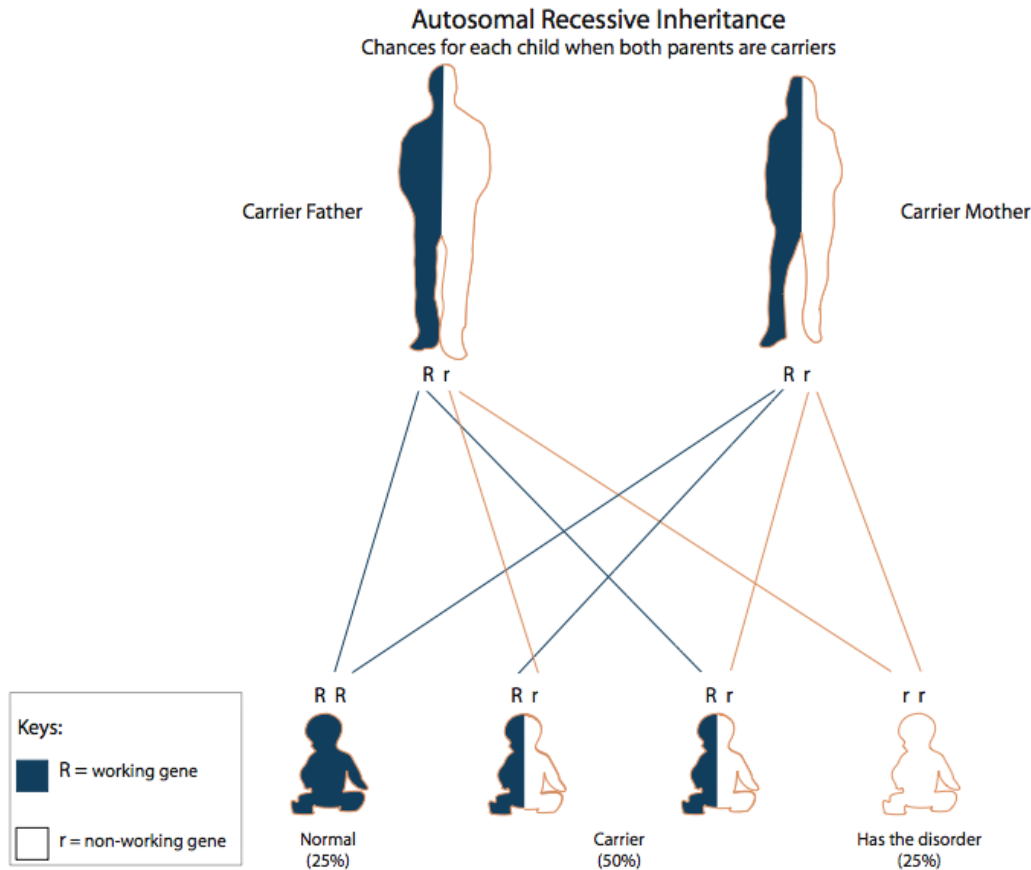 Autosomal Recessive Inheritance
Chances for each child when both parents are carriers
Carrier Father
Carrier Mother
R r
R r
R R
R r
R r
r r
Keys:
R = working gene
r = non-working gene
Normal
(25%)
Carrier
(50%)
Has the disorder
(25%)